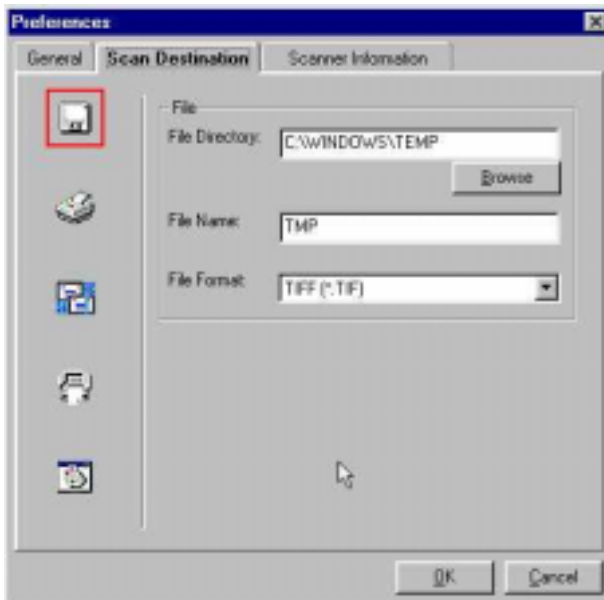 Preferences
General Scan Destination Scanner Information
File
File Directory:
C:\WINDOWS\TEMP
Browse
File Name:
TMP
File Format:
TIFF (*.TIF)
OK Cancel